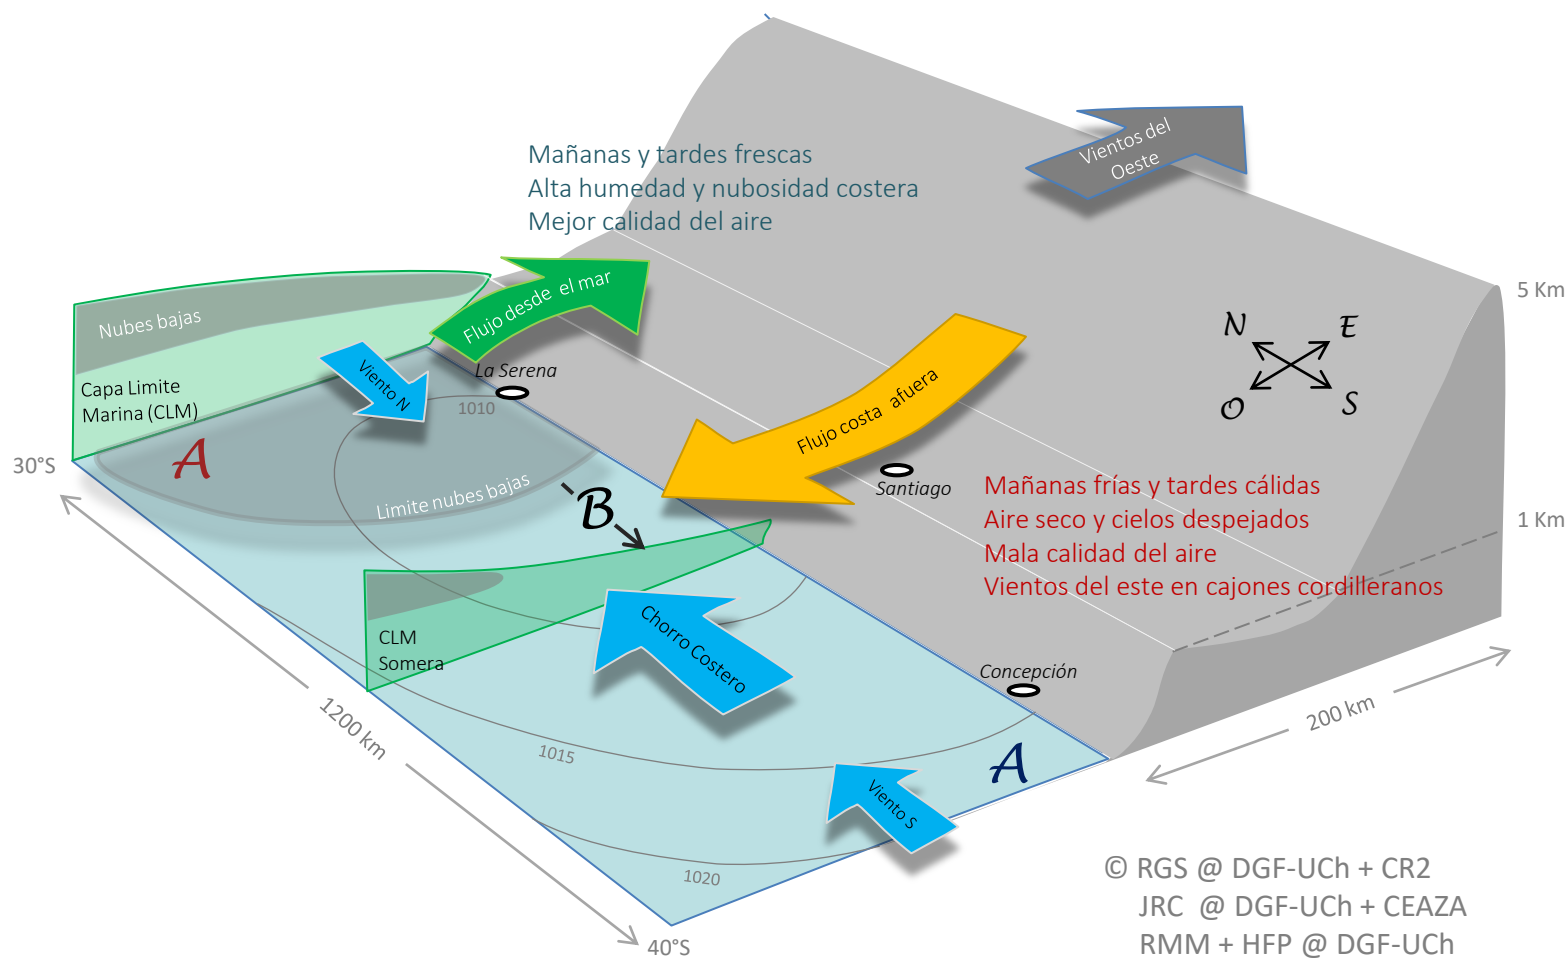 Mañanas y tardes frescas
Alta humedad y nubosidad costera
Mejor calidad del aire
Vientos del
Oeste
Flujo desde el mar
Nubes bajas
Capa Limite
Marina (CLM)
Viento N
La Serena
1010
N
E
O
S
5 Km
1 Km
Flujo costa afuera
Santiago
A
30°S
Limite nubes bajas
B
Mañanas frías y tardes cálidas
Aire seco y cielos despejados
Mala calidad del aire
Vientos del este en cajones cordilleranos
CLM
Somera
Chorro Costero
Concepción
1200 km
200 km
1015
A
Viento S
1020
40°S
© RGS @ DGF-UCh + CR2
JRC @ DGF-UCh + CEAZA
RMM + HFP @ DGF-UCh